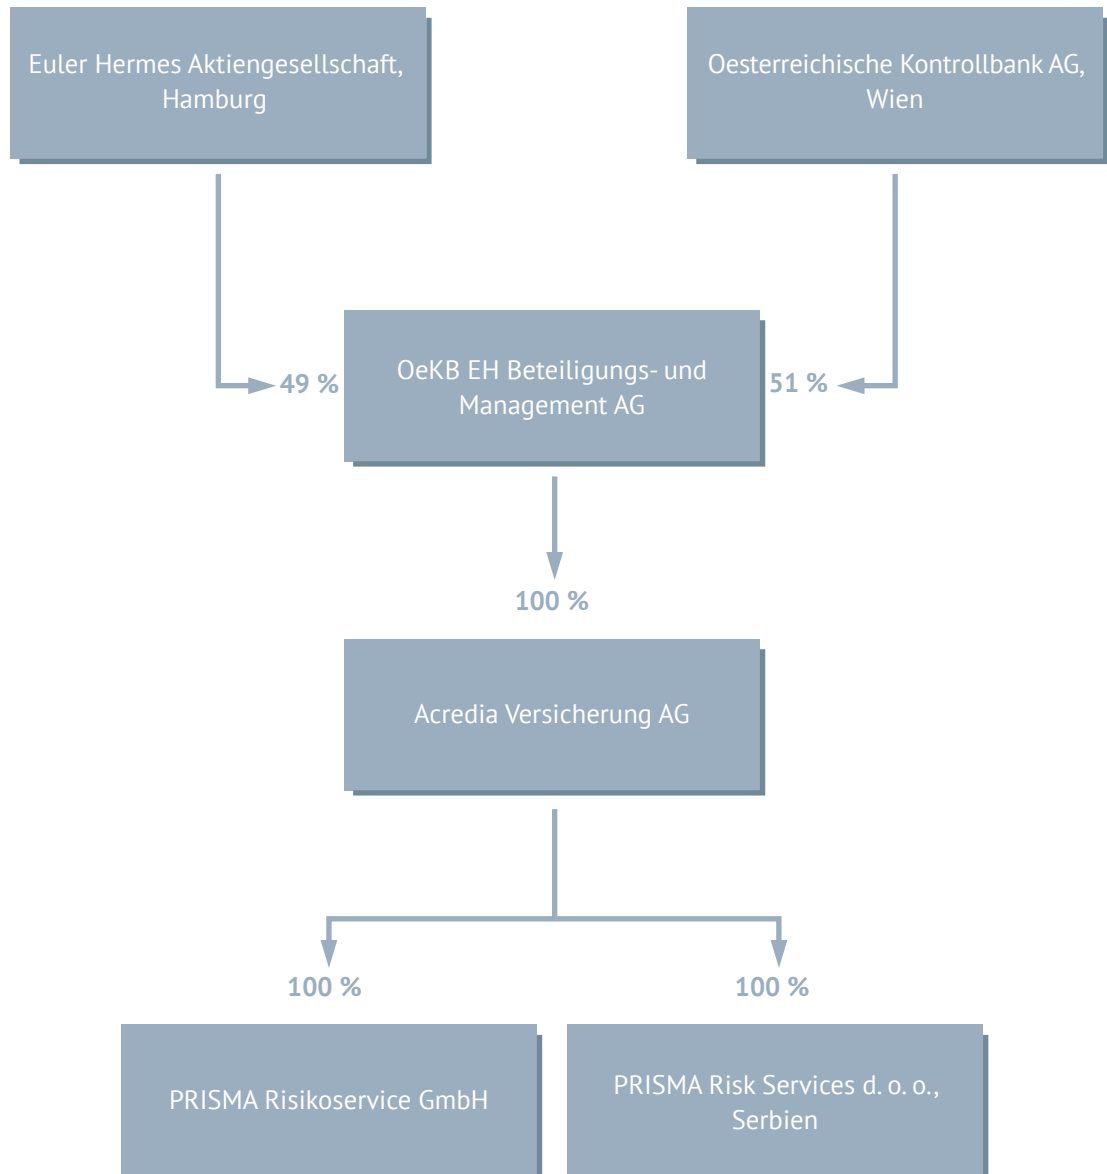 Euler Hermes Aktiengesellschaft,
Hamburg
Oesterreichische Kontrollbank AG,
Wien
49 %
OeKB EH Beteiligungs- und
Management AG
51 %
100 %
Acredia Versicherung AG
100 %
100 %
PRISMA Risikoservice GmbH
PRISMA Risk Services d. o. o.,
Serbien